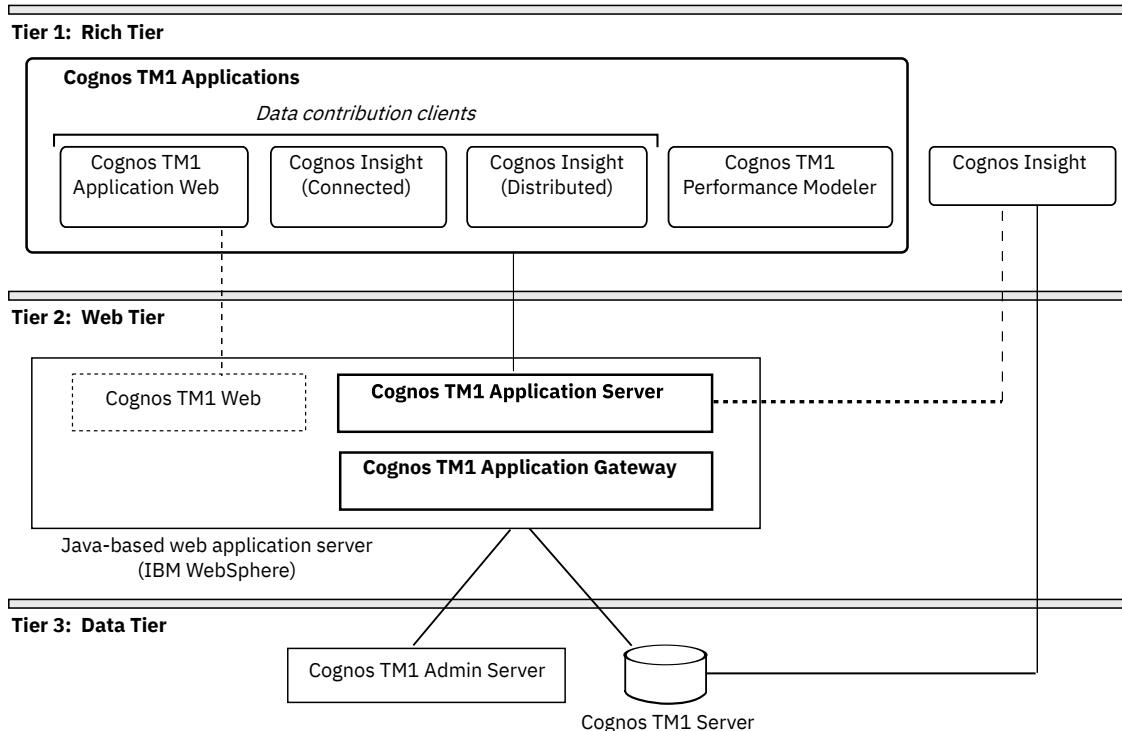 Tier 1:  Rich Tier
Cognos TM1 Applications
Data contribution clients
Cognos TM1
Application Web
Cognos Insight
(Connected)
Cognos Insight
(Distributed)
Cognos TM1
Performance Modeler
Cognos Insight
Tier 2:  Web Tier
Cognos TM1 Web
Cognos TM1 Application Server
Cognos TM1 Application Gateway
Java-based web application server
(IBM WebSphere)
Tier 3:  Data Tier
Cognos TM1 Admin Server
Cognos TM1 Server